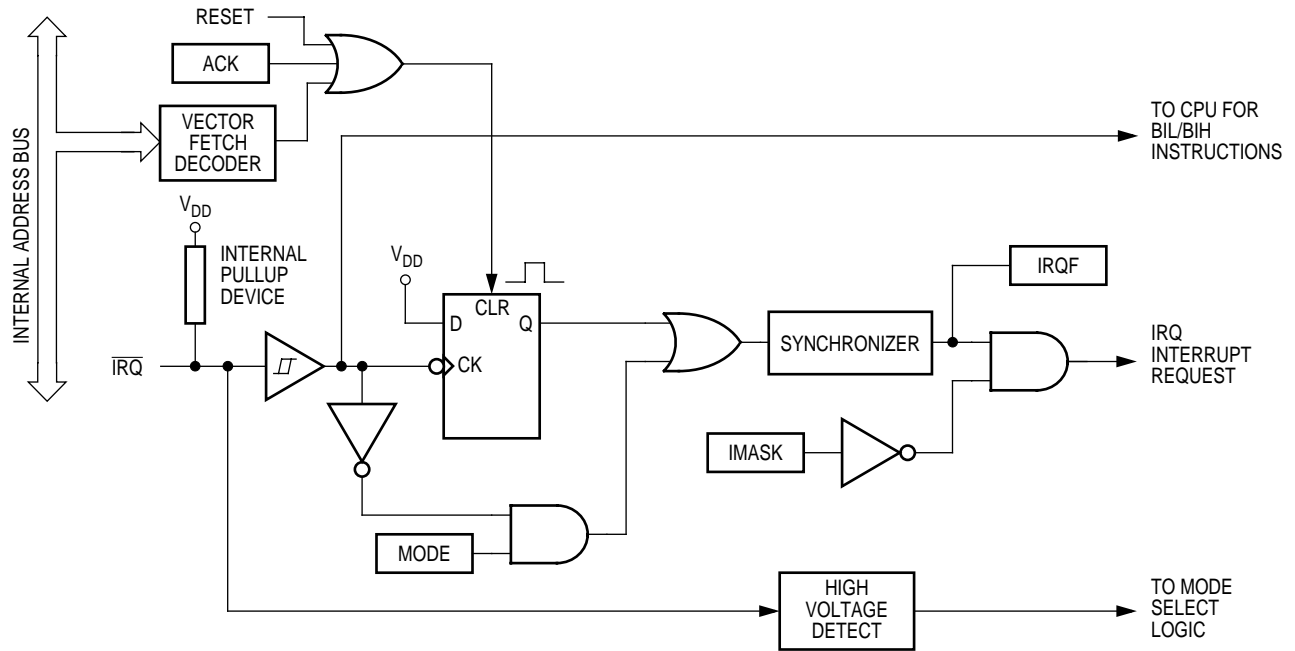 RESET
ACK
VECTOR
FETCH
DECODER
INTERNAL ADDRESS BUS
TO CPU FOR
BIL/BIH
INSTRUCTIONS
VDD
INTERNAL
PULLUP
DEVICE
VDD
CLR
D
Q
CK
IRQ
SYNCHRONIZER
IRQF
IRQ
INTERRUPT
REQUEST
IMASK
MODE
HIGH
VOLTAGE
DETECT
TO MODE
SELECT
LOGIC